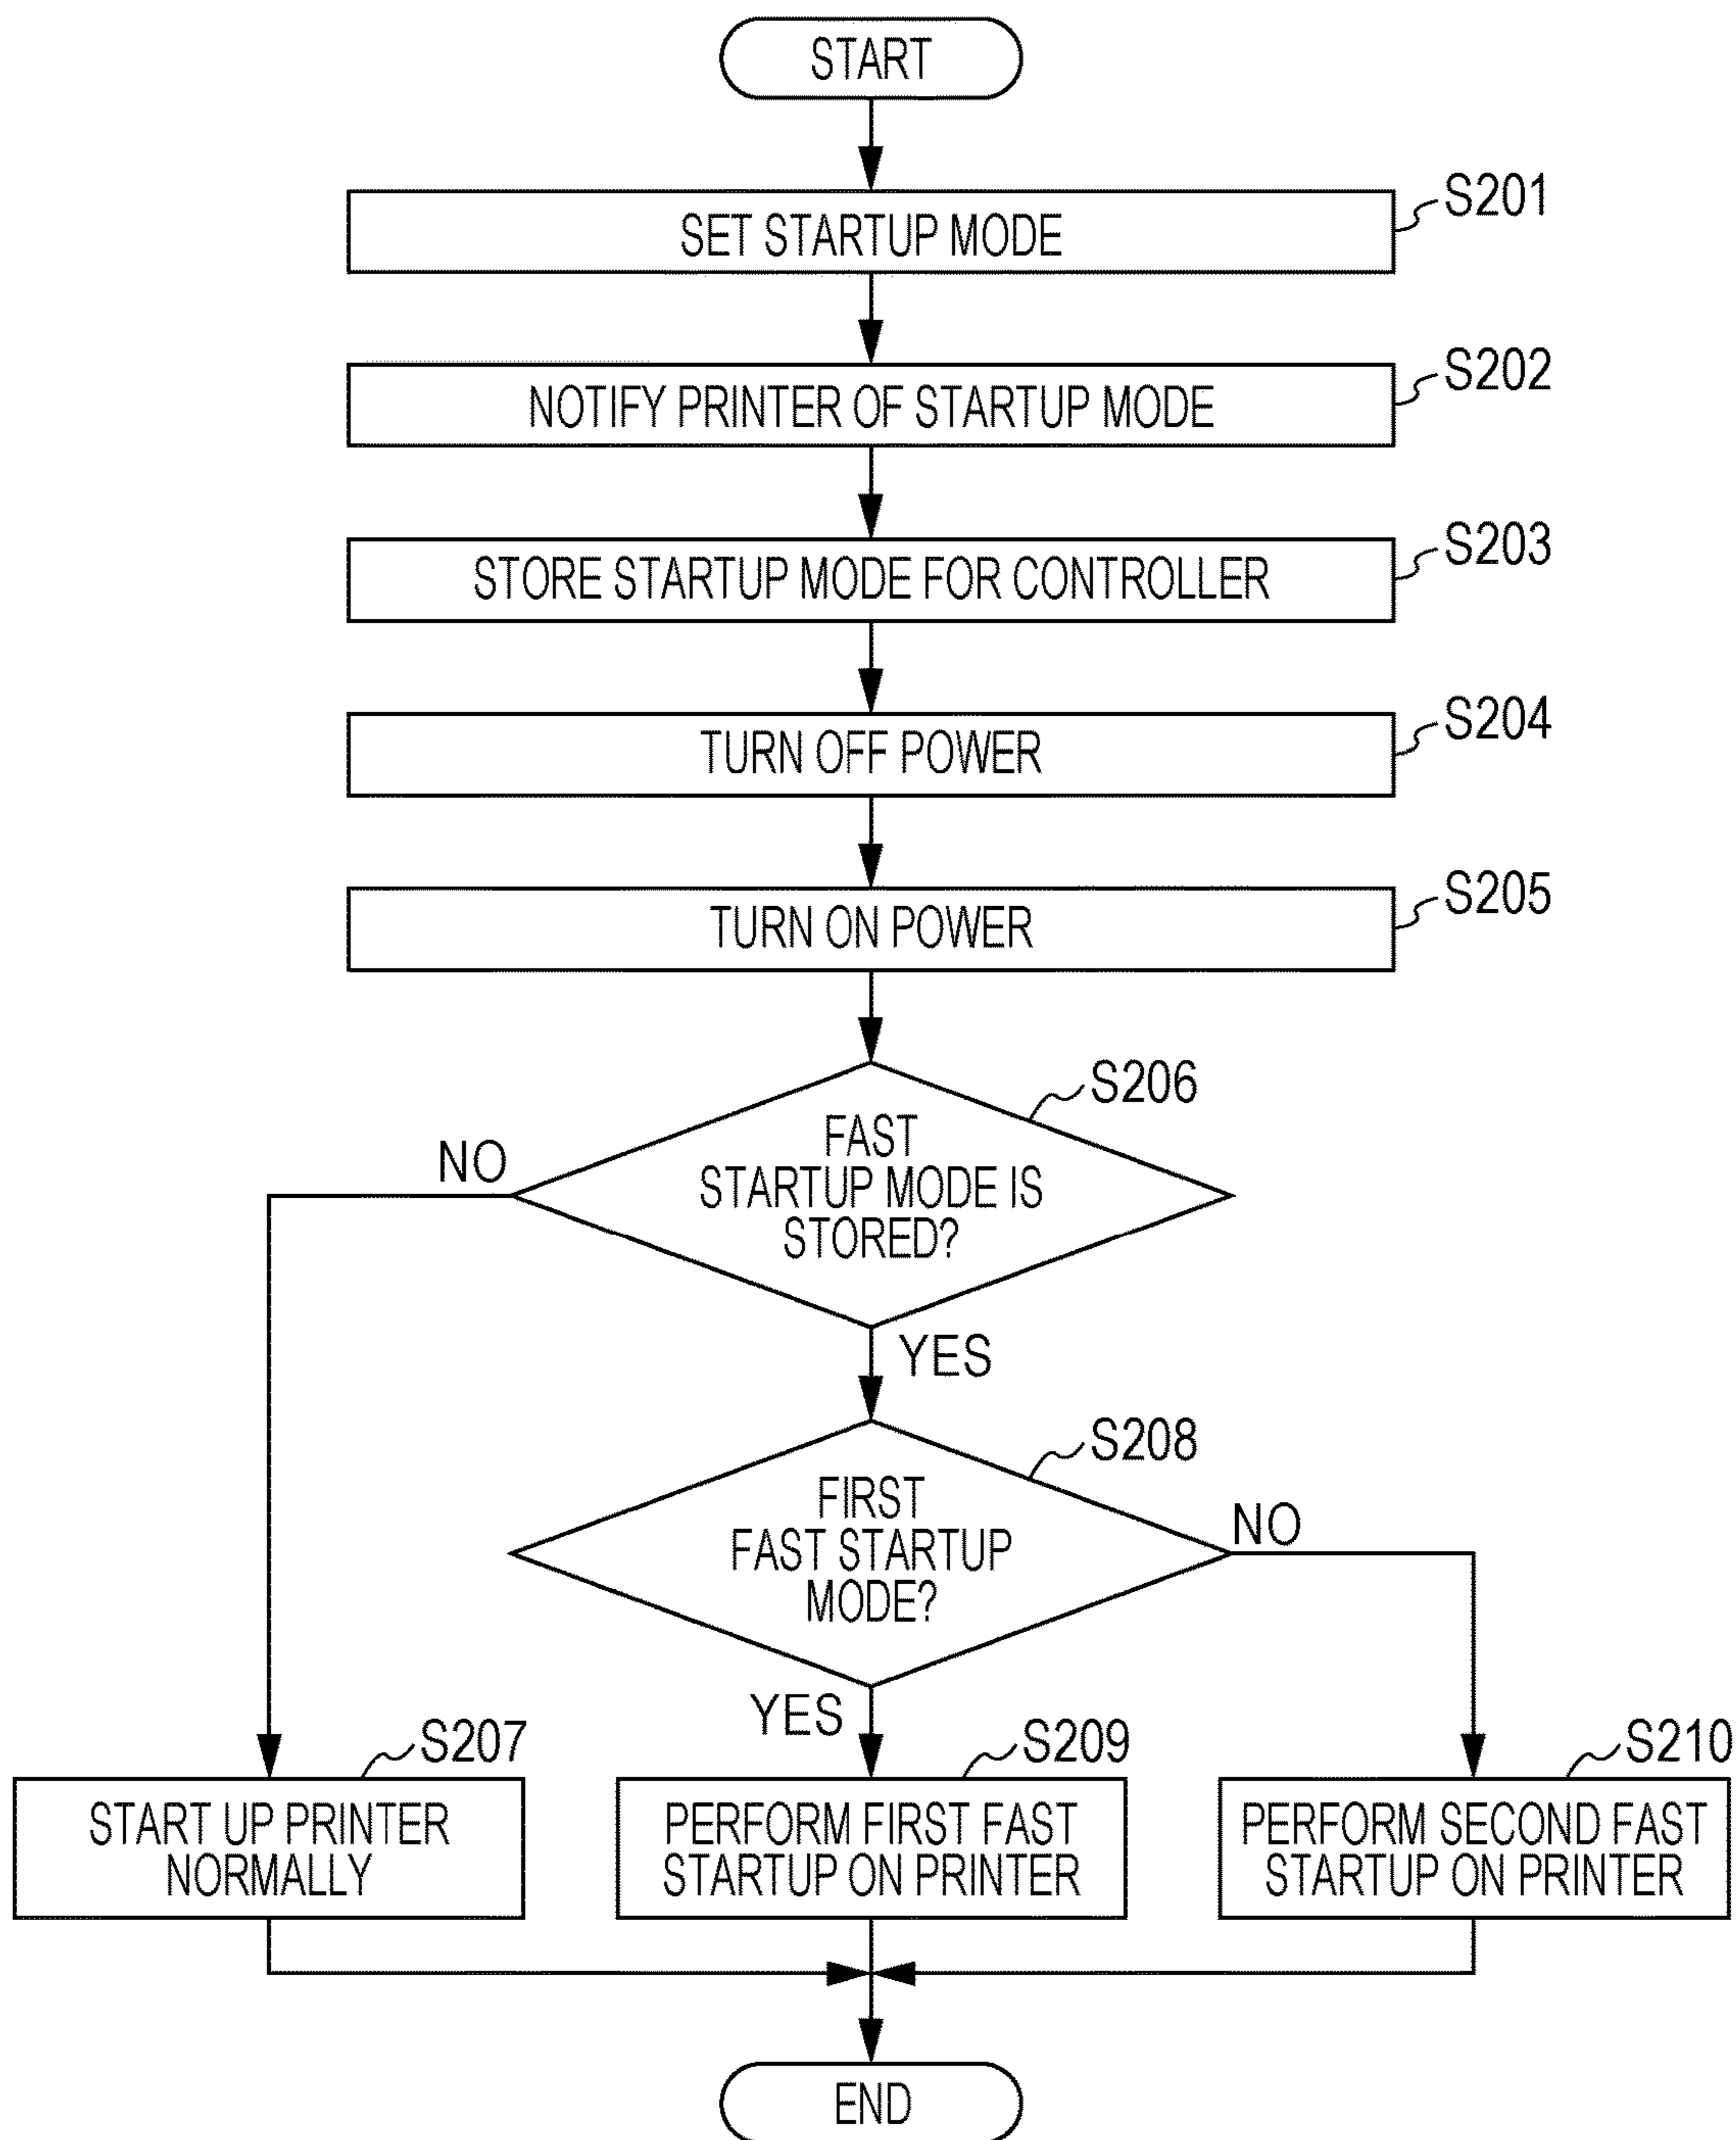 START
SET STARTUP MODE
S201
NOTIFY PRINTER OF STARTUP MODE
S202
STORE STARTUP MODE FOR CONTROLLER
S203
TURN OFF POWER
S204
TURN ON POWER
S205
S206
FAST
STARTUP MODE IS
STORED?
NO
YES
S208
FIRST
FAST STARTUP
MODE?
NO
YES
S207
START UP PRINTER
NORMALLY
S209
PERFORM FIRST FAST
STARTUP ON PRINTER
S210
PERFORM SECOND FAST
STARTUP ON PRINTER
END